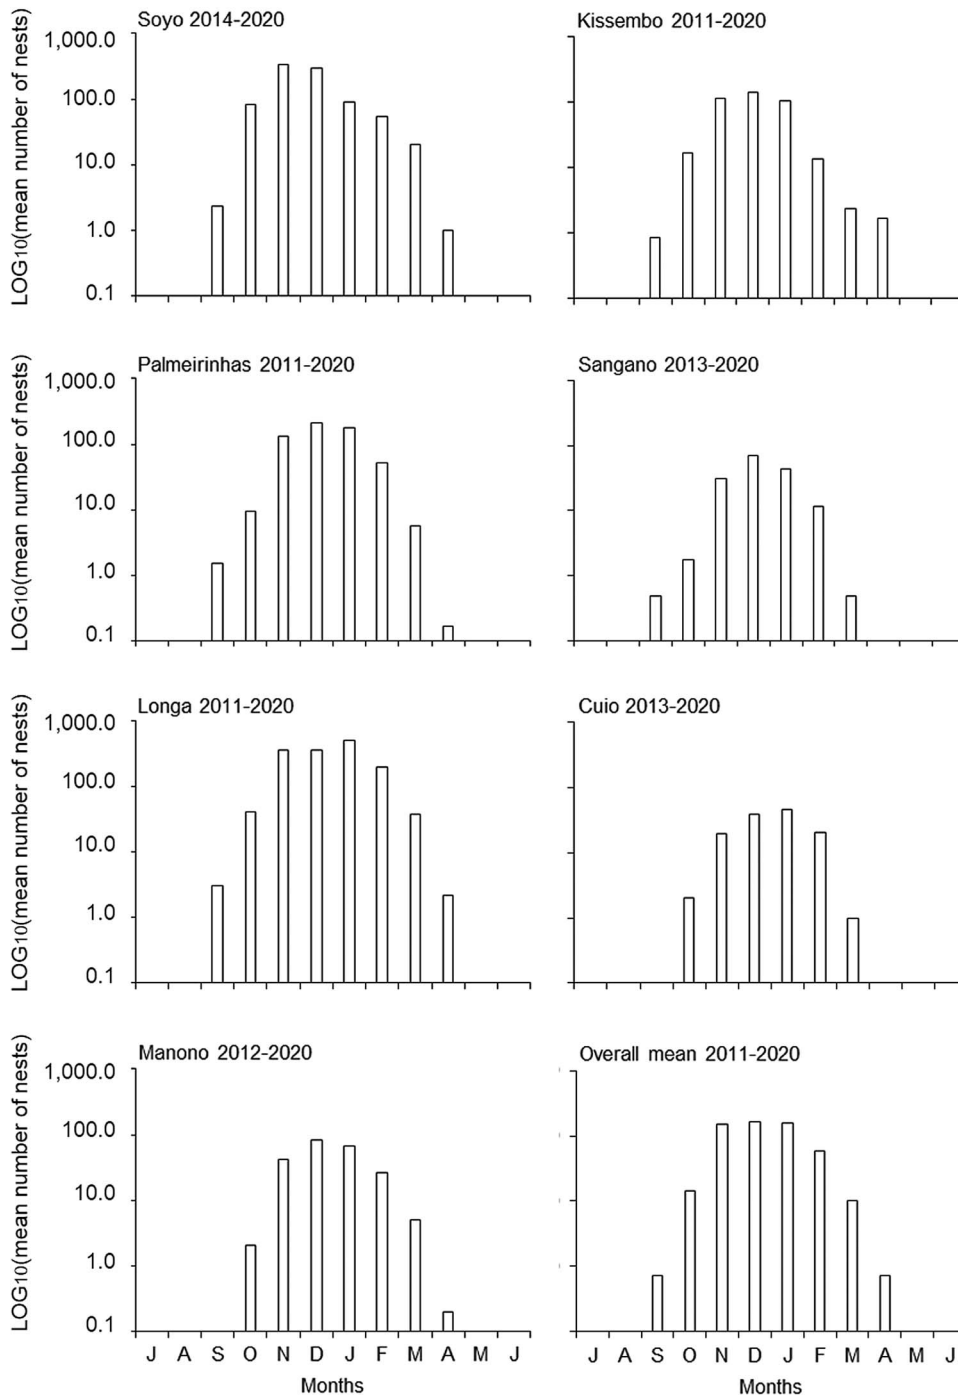 Soyo 2014-2020
LOG10(mean number of nests)
1,000.0
100.0
10.0
1.0
0.1
Kissembo 2011-2020
Palmeirinhas 2011-2020
LOG10(mean number of nests)
1,000.0
100.0
10.0
1.0
0.1
Sangano 2013-2020
Longa 2011-2020
LOG10(mean number of nests)
1,000.0
100.0
10.0
1.0
0.1
Cuio 2013-2020
Manono 2012-2020
LOG10(mean number of nests)
1,000.0
100.0
10.0
1.0
0.1
J A S O N D J F M A M J
Months
Overall mean 2011-2020
J A S O N D J F M A M J
Months